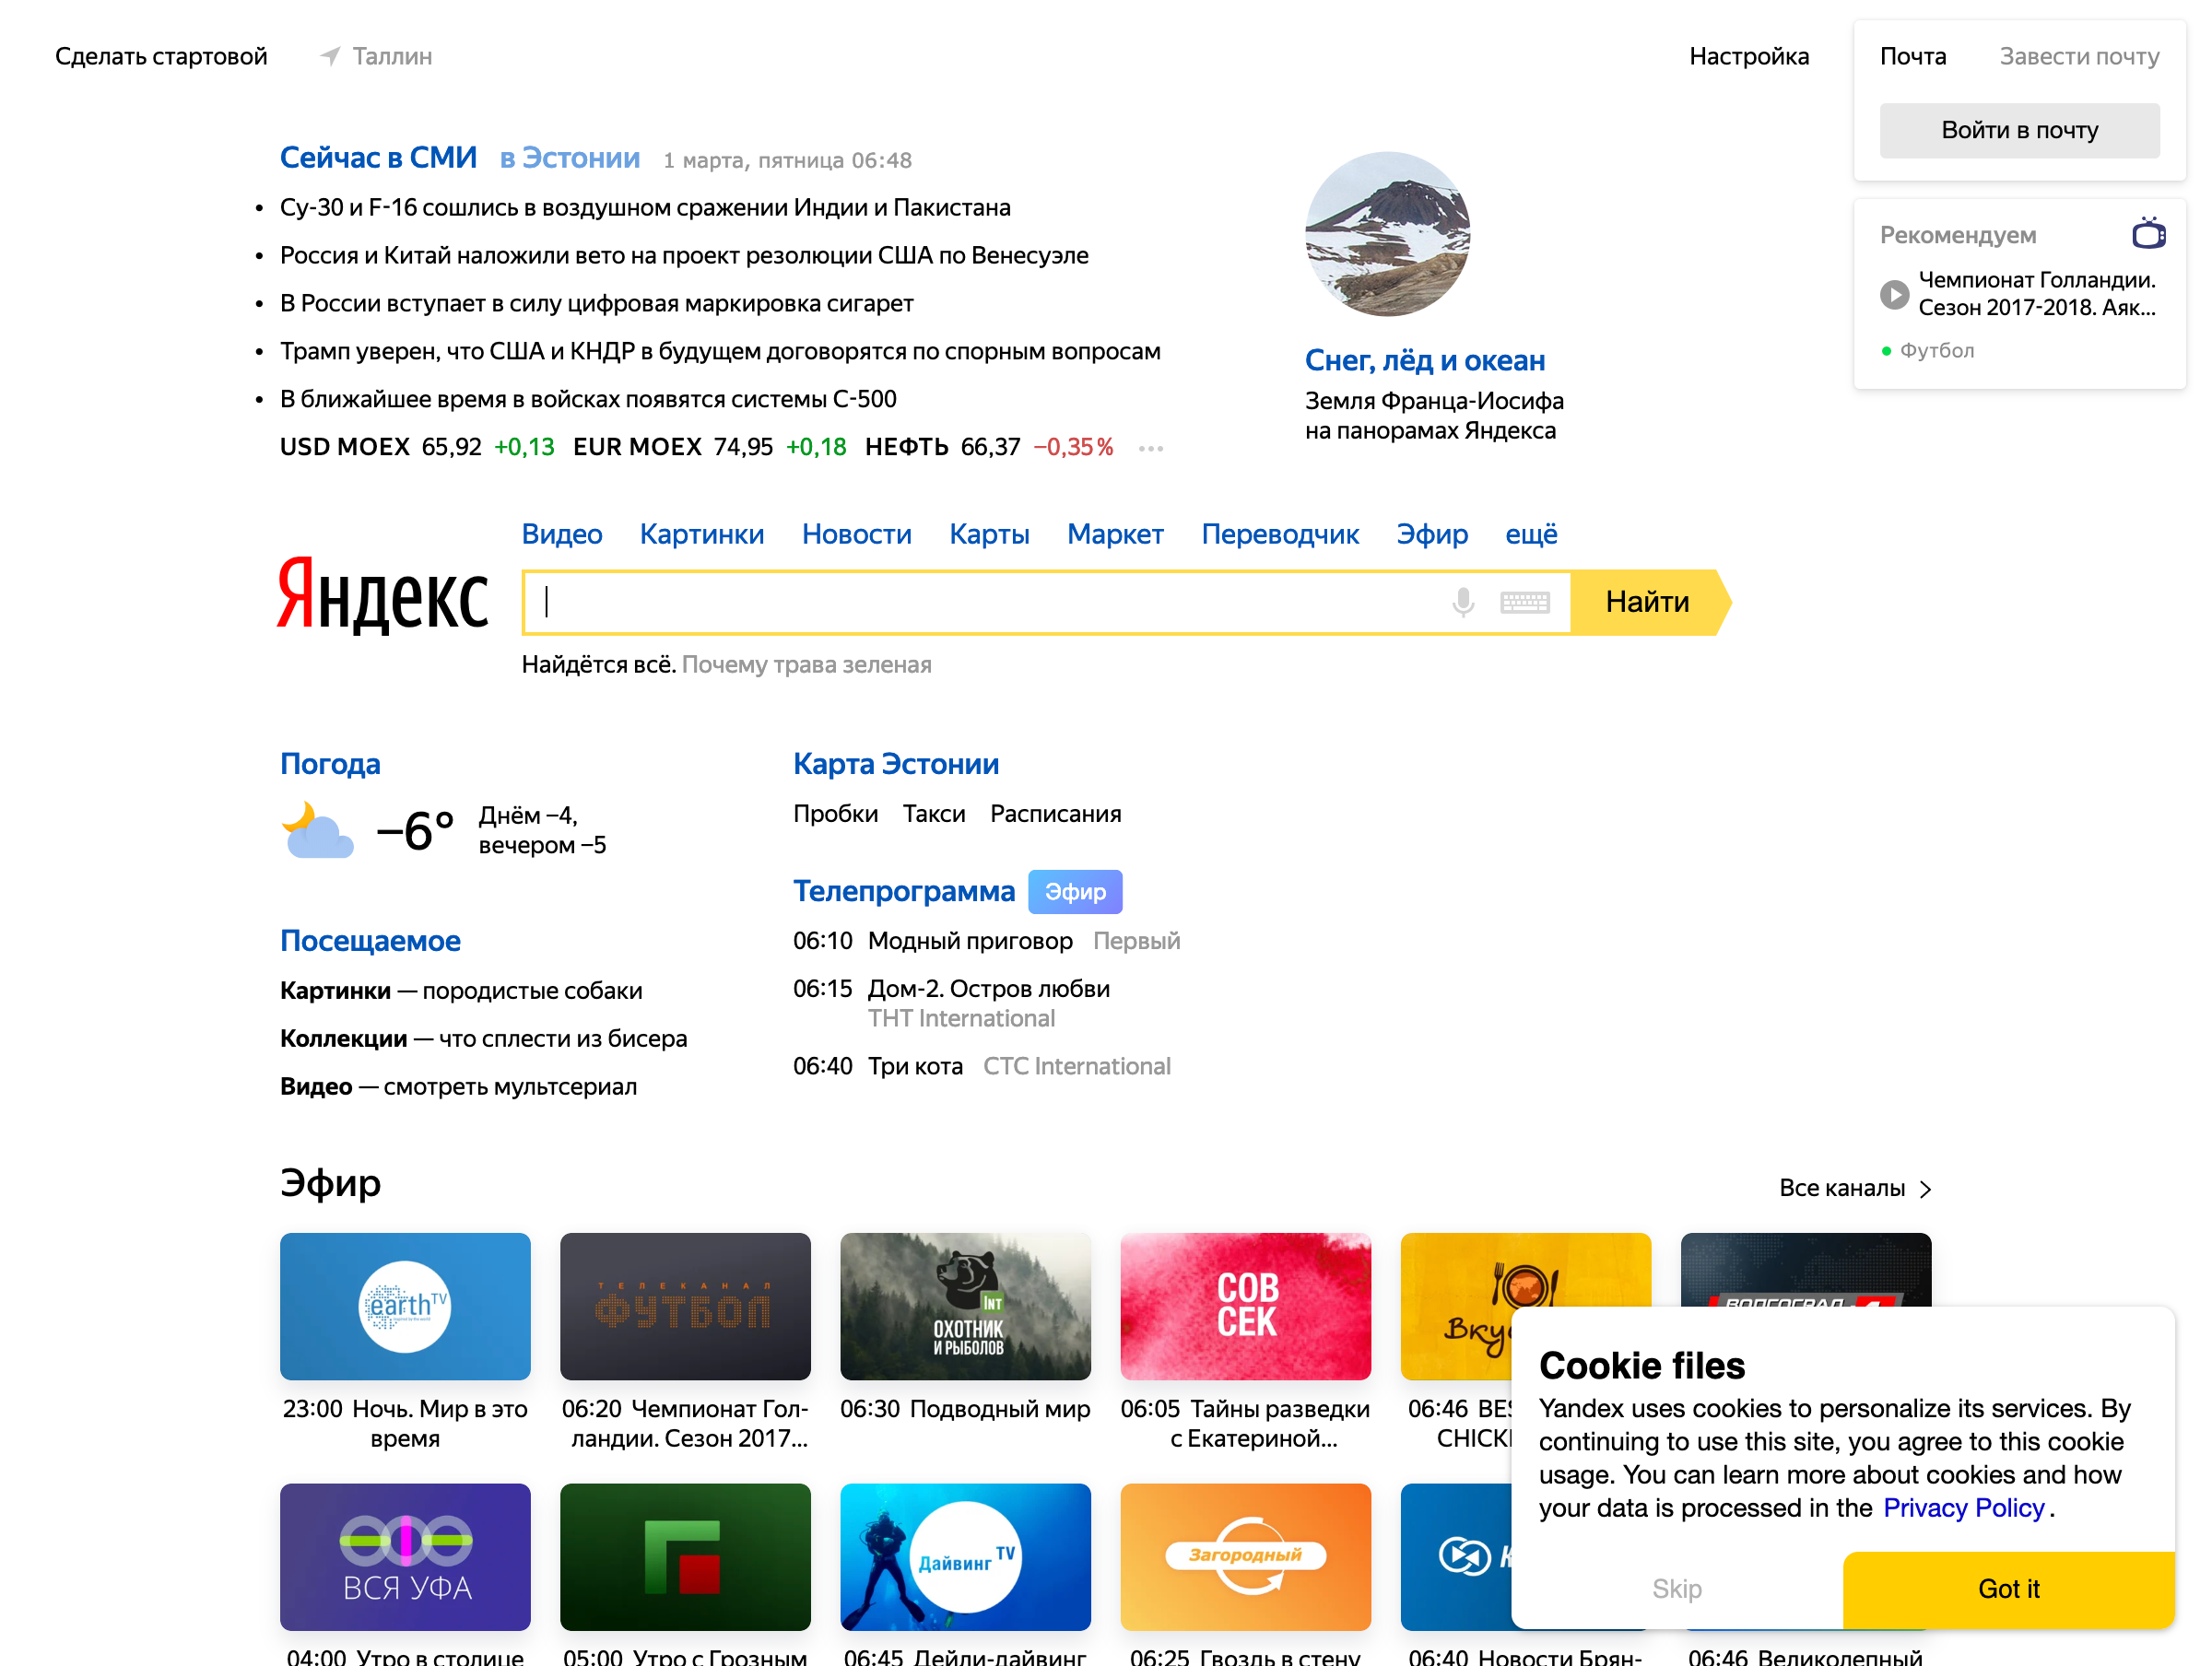 Сделать стартовой
Таллин
Настройка
Почта
Завести почту
Войти в почту
Сейчас в СМИ в Эстонии 1 марта, пятница 06:48
• Су-30 и F-16 сошлись в воздушном сражении Индии и Пакистана
• Россия и Китай наложили вето на проект резолюции США по Венесуэле
• В России вступает в силу цифровая маркировка сигарет
• Трамп уверен, что США и КНДР в будущем договорятся по спорным вопросам
• В ближайшее время в войсках появятся системы С-500
USD MOEX 65,92 +0,13 EUR MOEX 74,95 +0,18 НЕФТЬ 66,37 −0,35% •••
Снег, лёд и океан
Земля Франца-Иосифа
на панорамах Яндекса
Рекомендуем
Чемпионат Голландии.
Сезон 2017-2018. Аяк...
Футбол
Видео Картинки Новости Карты Маркет Переводчик Эфир ещё
Яндекс
Найти
Найдётся всё. Почему трава зеленая
Погода
−6°
Днём −4,
вечером −5
Карта Эстонии
Пробки Такси Расписания
Телепрограмма Эфир
06:10 Модный приговор Первый
06:15 Дом-2. Остров любви
ТНТ International
06:40 Три кота СТС International
Посещаемое
Картинки — породистые собаки
Коллекции — что сплести из бисера
Видео — смотреть мультсериал
Эфир
Все каналы
earthTV
ТЕЛЕКАНАЛ
ФУТБОЛ
INT
ОХОТНИК
И РЫБОЛОВ
СОВ
СЕК
Вку
ВОЛГОГРАД
23:00 Ночь. Мир в это
время
06:20 Чемпионат Гол-
ландии. Сезон 2017...
06:30 Подводный мир
06:05 Тайны разведки
с Екатериной...
06:46 BES
CHICK
ВСЯ УФА
Дайвинг TV
Загородный
04:00 Утро в столице
05:00 Утро с Грозным
06:45 Дейли-дайвинг
06:25 Гвоздь в стену
06:40 Новости Брян-
06:46 Великолепный
Cookie files
Yandex uses cookies to personalize its services. By
continuing to use this site, you agree to this cookie
usage. You can learn more about cookies and how
your data is processed in the Privacy Policy.
Skip
Got it